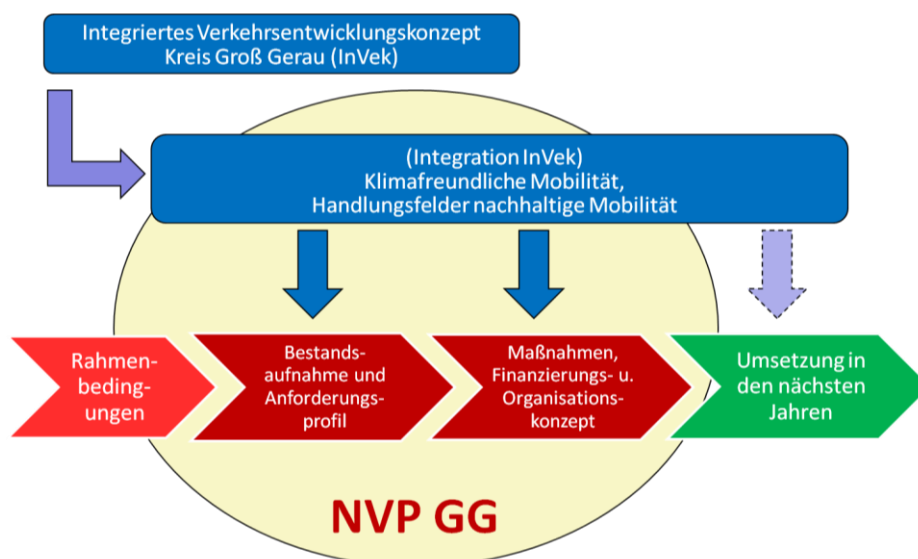 Integriertes Verkehrsentwicklungskonzept
Kreis Groß Gerau (InVek)
(Integration InVek)
Klimafreundliche Mobilität,
Handlungsfelder nachhaltige Mobilität
Rahmen-
beding-
ungen
Bestands-
aufnahme und
Anforderungs-
profil
Maßnahmen,
Finanzierungs- u.
Organisations-
konzept
Umsetzung in
den nächsten
Jahren
NVP GG